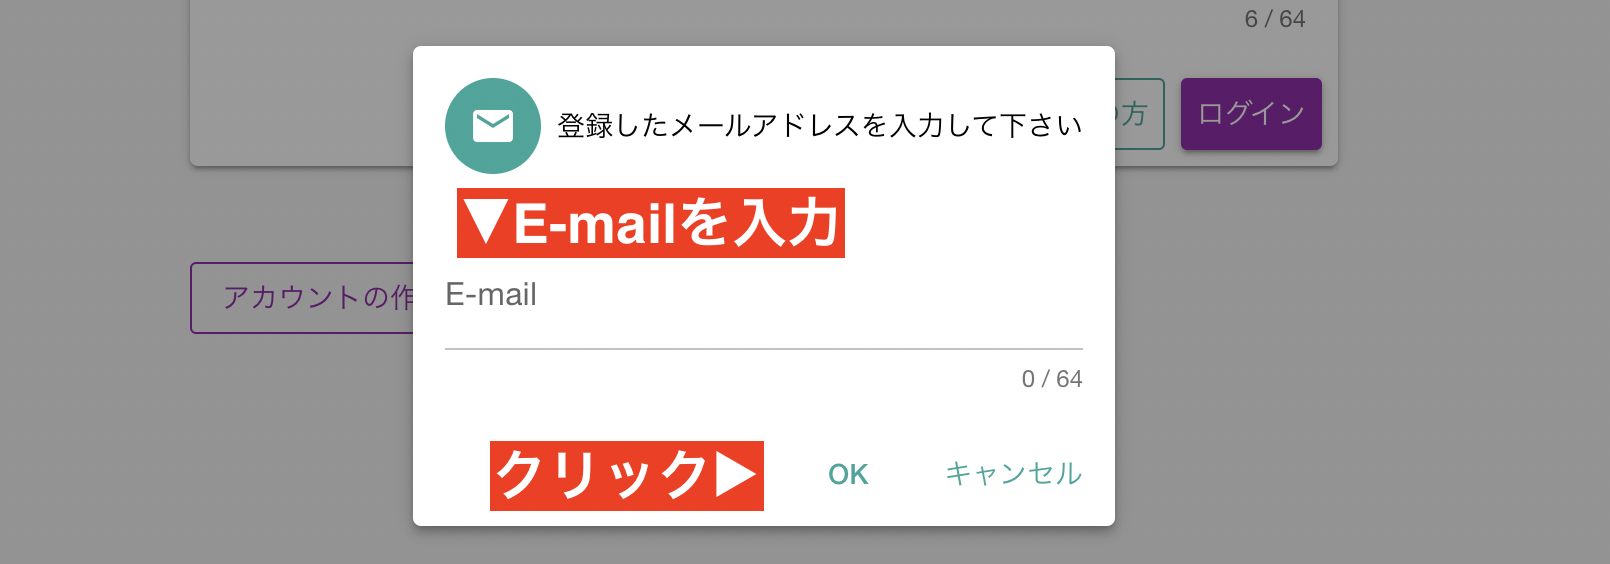 6 / 64
登録したメールアドレスを入力して下さい
方
ログイン
▼E-mailを入力
アカウントの作
E-mail
0 / 64
クリック▶
OK
キャンセル